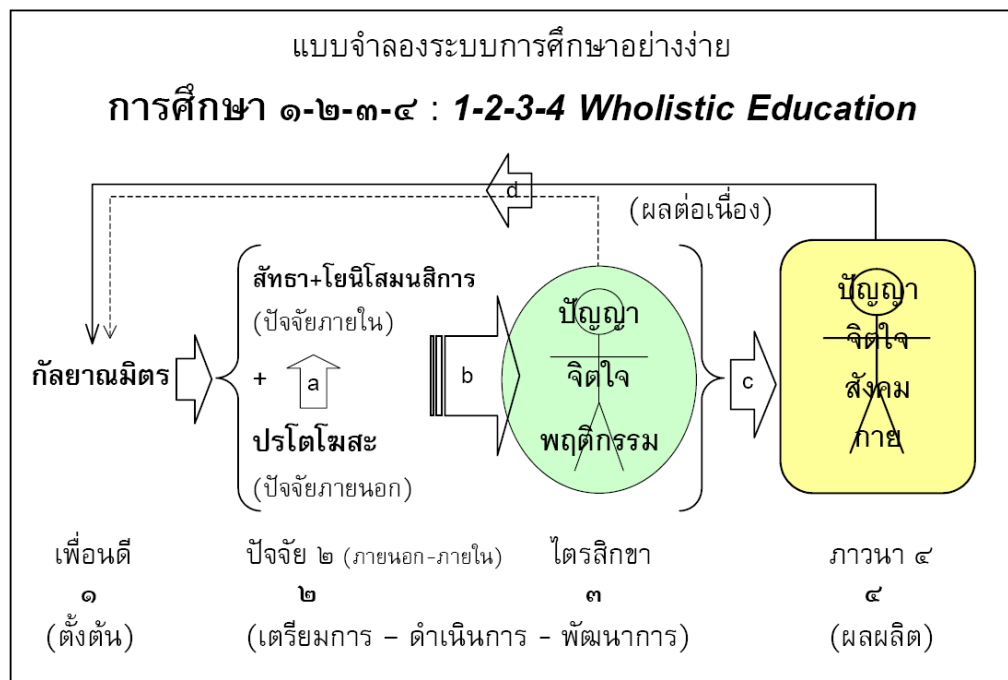 แบบจำลองระบบการศึกษาอย่างง่าย
การศึกษา ๑-๒-๓-๔ : 1-2-3-4 Wholistic Education
d
(ผลต่อเนื่อง)
กัลยาณมิตร
สัทธา+โยนิโสมนสิการ
(ปัจจัยภายใน)
+ a
ปรโตโฆสะ
(ปัจจัยภายนอก)
b
ปัญญา
จิตใจ
พฤติกรรม
c
ปัญญา
จิตใจ
สังคม
กาย
เพื่อนดี ปัจจัย ๒ (ภายนอก-ภายใน) ไตรสิกขา ภาวนา ๔
๑ ๒ ๓ ๔
(ตั้งต้น) (เตรียมการ – ดำเนินการ - พัฒนาการ) (ผลผลิต)